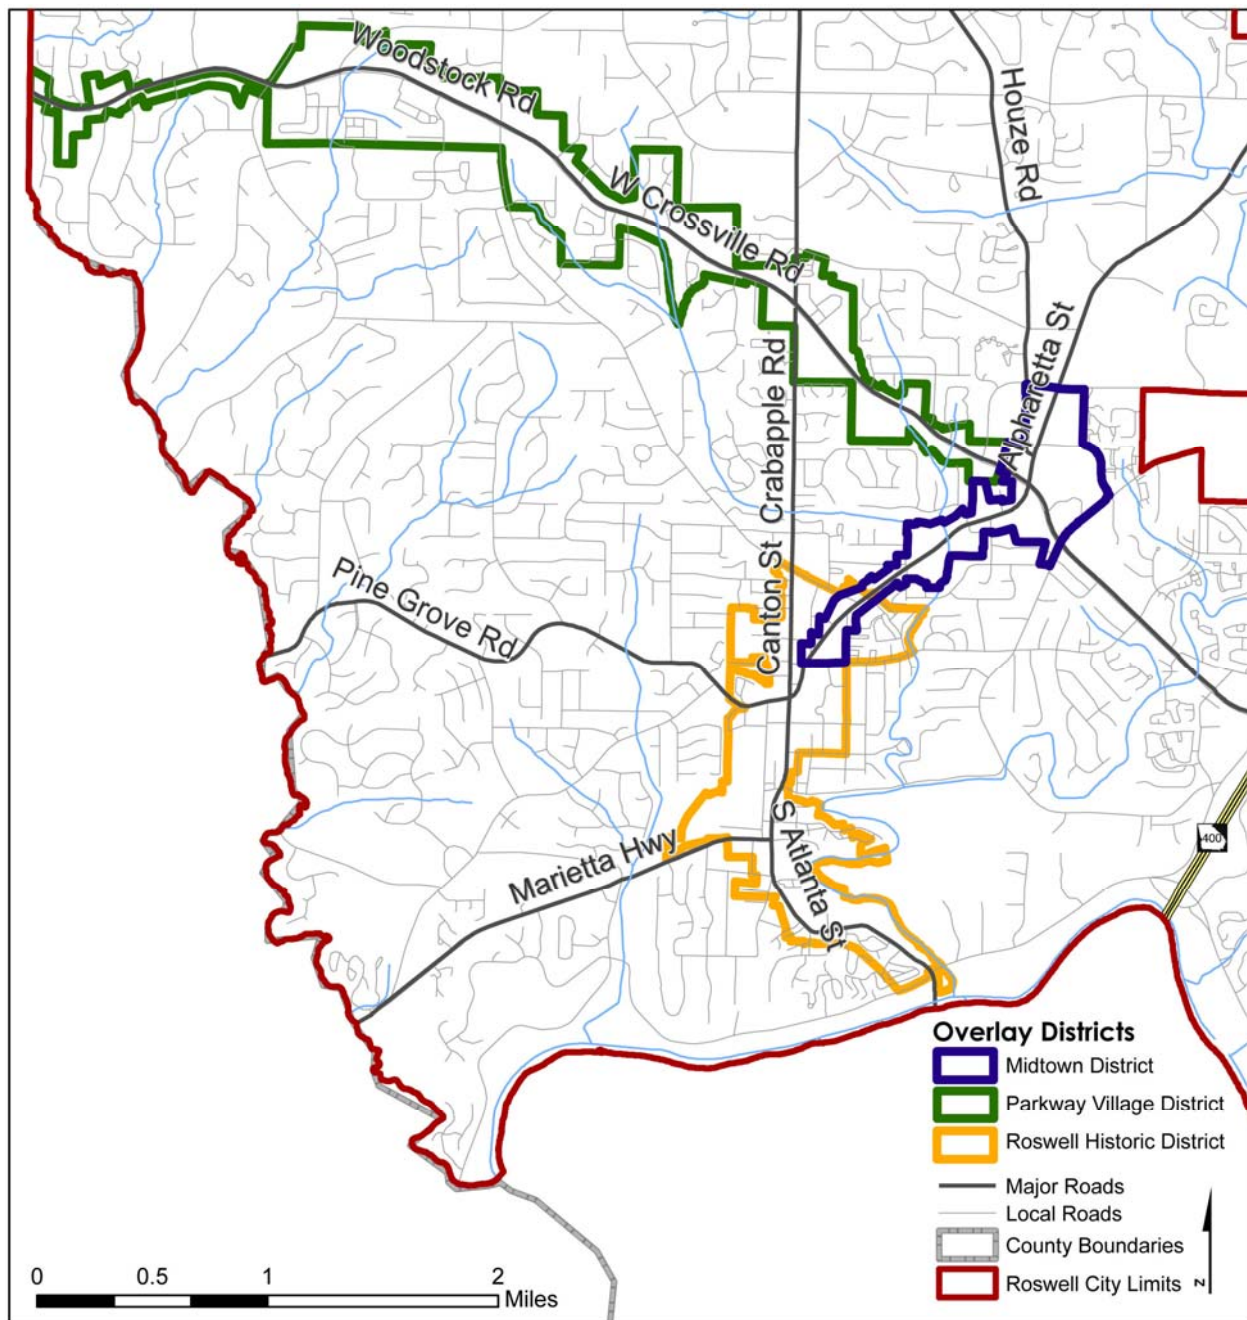 Woodstock Rd
W Crossville Rd
Houze Rd
Alpharetta St
Crabapple Rd
Canton St
Pine Grove Rd
Marietta Hwy
S Atlanta St
400
Overlay Districts
Midtown District
Parkway Village District
Roswell Historic District
Major Roads
Local Roads
County Boundaries
Roswell City Limits
N
0 0.5 1 2
Miles